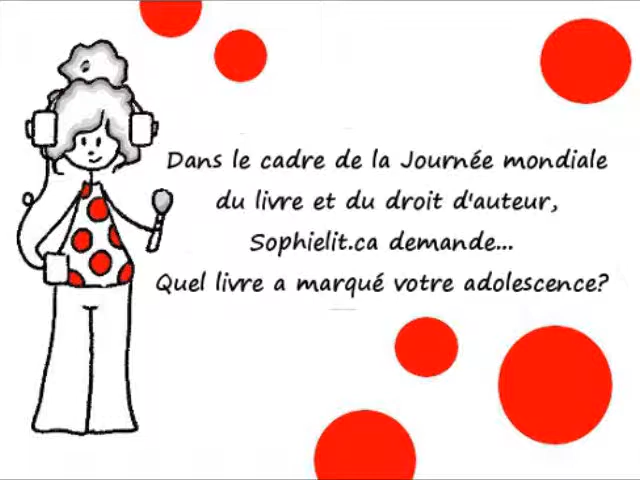 Dans le cadre de la Journée mondiale
du livre et du droit d'auteur,
Sophielit.ca demande...
Quel livre a marqué votre adolescence?